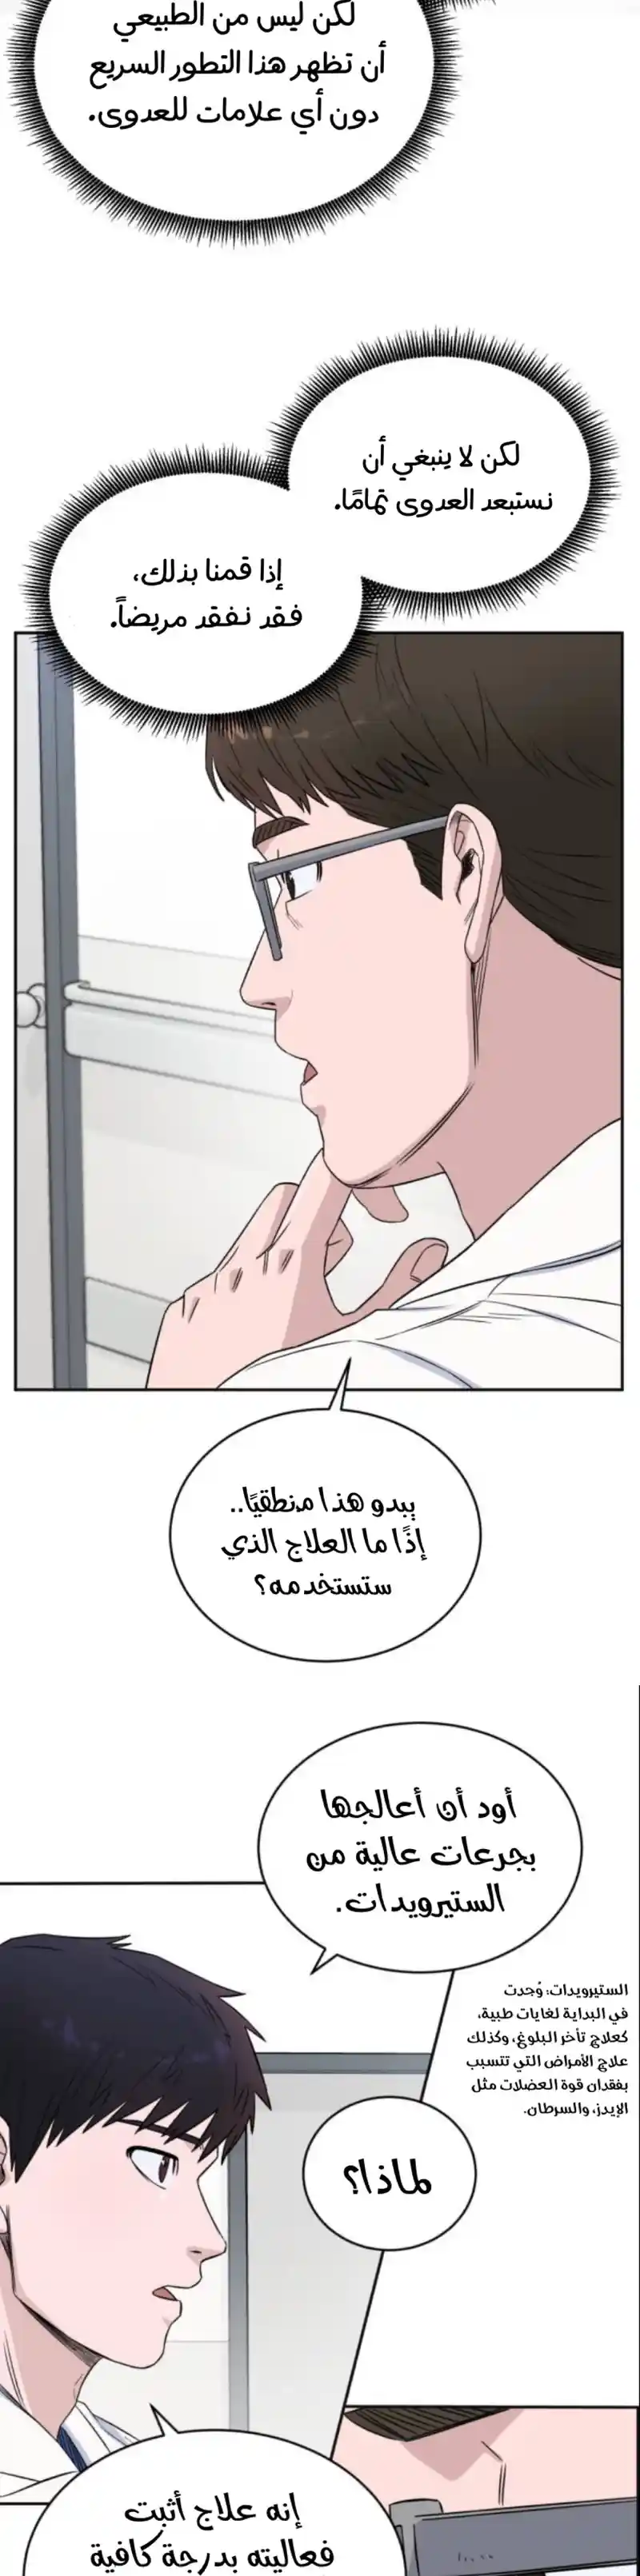 لكن ليس من الطبيعي
أن تظهر هذا التطور السريع
دون أي علامات للعدوى.
لكن لا ينبغي أن
نستبعد العدوى تمامًا.
إذا قمنا بذلك،
فقد نفقد مريضاً.
يبدو هذا منطقيًا..
إذًا ما العلاج الذي
ستستخدمه؟
أود أن أعالجها
بجرعات عالية من
الستيرويدات.
الستيرويدات: وُجدت
في البداية لغايات طبية،
كعلاج تأخر البلوغ، وكذلك
علاج الأمراض التي تتسبب
بفقدان قوة العضلات مثل
الإيدز، والسرطان.
لماذا؟
إنه علاج أثبت
فعاليته بدرجة كافية